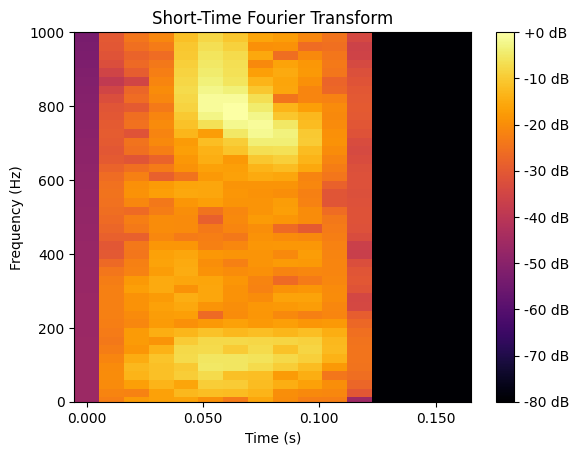 Short-Time Fourier Transform
1000
800
600
400
200
0
Frequency (Hz)
0.000
0.050
0.100
0.150
Time (s)
+0 dB
-10 dB
-20 dB
-30 dB
-40 dB
-50 dB
-60 dB
-70 dB
-80 dB